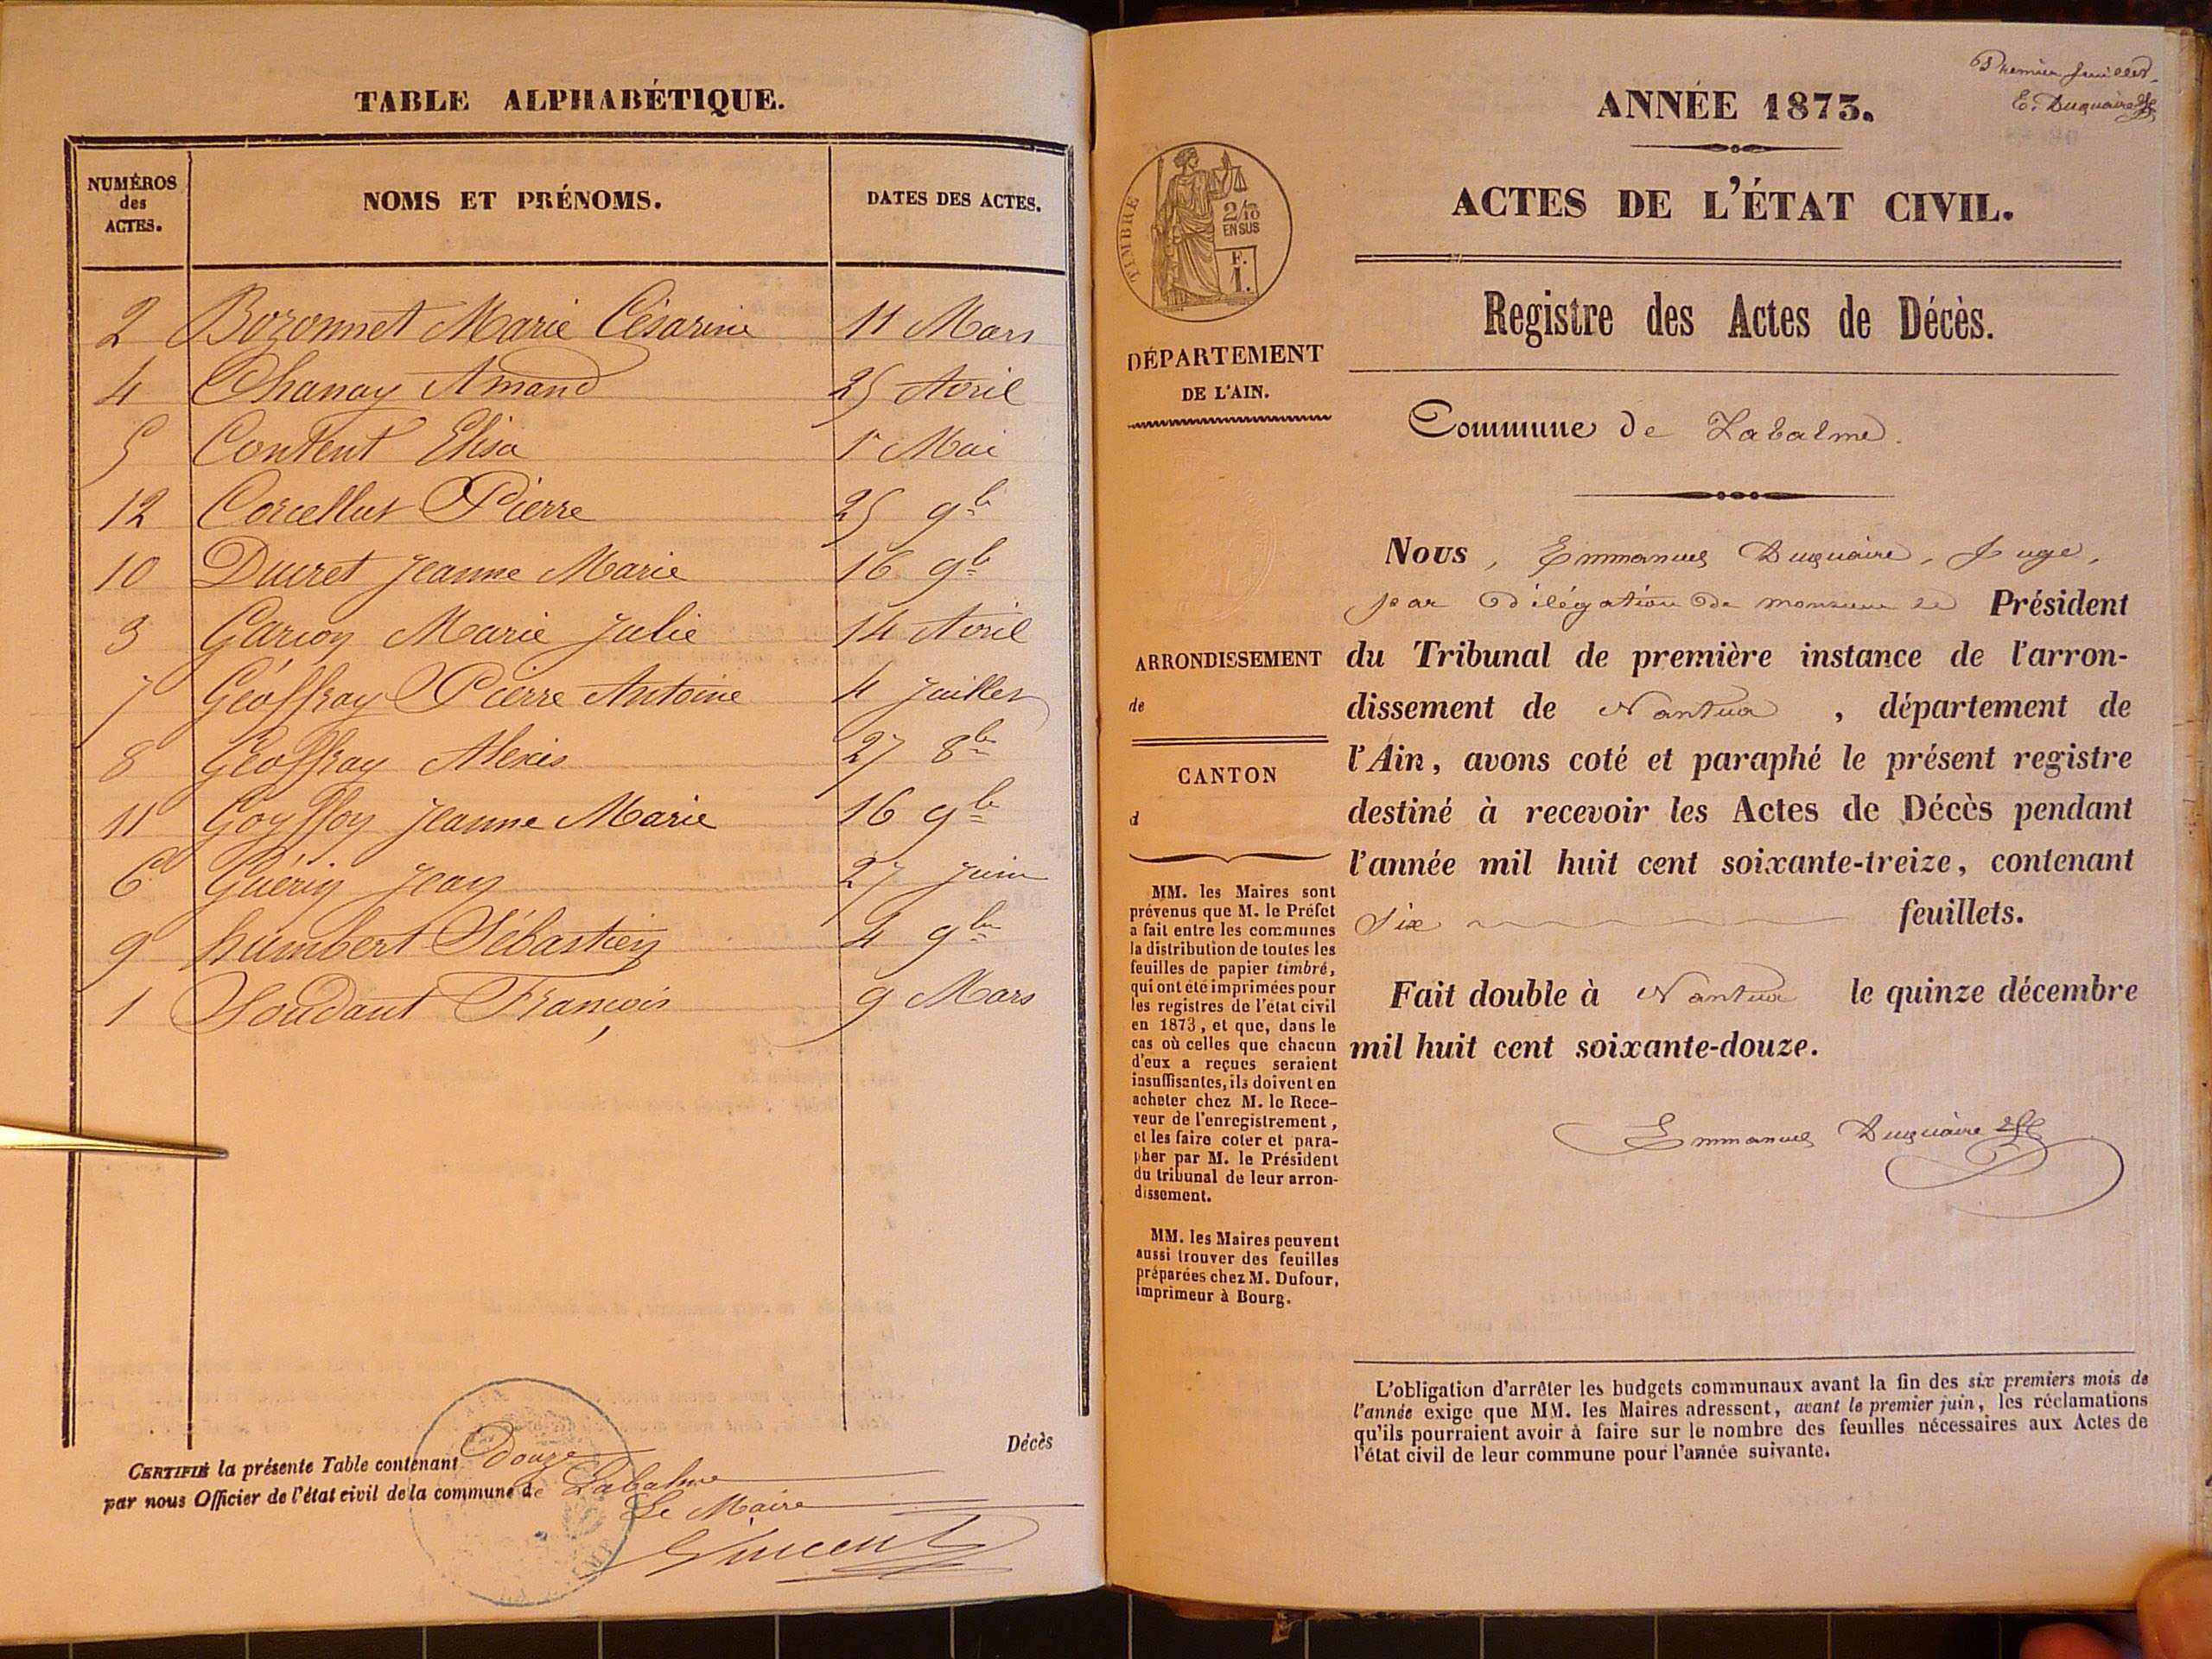 TABLE ALPHABÉTIQUE.
NUMÉROS des ACTES. NOMS ET PRÉNOMS. DATES DES ACTES.
2 Bozonnet Marie Césarine 11 Mars
4 Chanay Amand 25 Avril
5 Content Elisa 1r Mai
12 Corcellut Pierre 25 9b
10 Ducret Jeanne Marie 16 9b
3 Garion Marie Julie 14 Avril
7 Géoffray Pierre Antoine 4 Juillet
8 Géoffray Alexis 27 8br
11 Goyffoy Jeanne Marie 16 9b
6 Guérin Jean 27 Juin
9 humbert Sébastien 4 9bre
1 Soudant François 9 Mars
Décès
CERTIFIÉ la présente Table contenant Douze
par nous Officier de l'état civil de la commune de Labalme
Le Maire
Vincent
Premier feuillet.
E. Duquaire
ANNÉE 1873.
ACTES DE L'ÉTAT CIVIL.
TIMBRE
2/10
EN SUS
F.
1.
Registre des Actes de Décès.
DÉPARTEMENT
DE L'AIN.
Commune de Labalme.
Nous, Emmanuel Duquaire, Juge,
par délégation de monsieur le Président
du Tribunal de première instance de l'arron-
dissement de Nantua, département de
l'Ain, avons coté et paraphé le présent registre
destiné à recevoir les Actes de Décès pendant
l'année mil huit cent soixante-treize, contenant
six feuillets.
Fait double à Nantua le quinze décembre
mil huit cent soixante-douze.
Emmanuel Duquaire
ARRONDISSEMENT
de
CANTON
d
MM. les Maires sont
prévenus que M. le Préfet
a fait entre les communes
la distribution de toutes les
feuilles de papier timbré,
qui ont été imprimées pour
les registres de l'état civil
en 1873, et que, dans le
cas où celles que chacun
d'eux a reçues seraient
insuffisantes, ils doivent en
acheter chez M. le Rece-
veur de l'enregistrement,
et les faire coter et para-
pher par M. le Président
du tribunal de leur arron-
dissement.
MM. les Maires peuvent
aussi trouver des feuilles
préparées chez M. Dufour,
imprimeur à Bourg.
L'obligation d'arrêter les budgets communaux avant la fin des six premiers mois de
l'année exige que MM. les Maires adressent, avant le premier juin, les réclamations
qu'ils pourraient avoir à faire sur le nombre des feuilles nécessaires aux Actes de
l'état civil de leur commune pour l'année suivante.